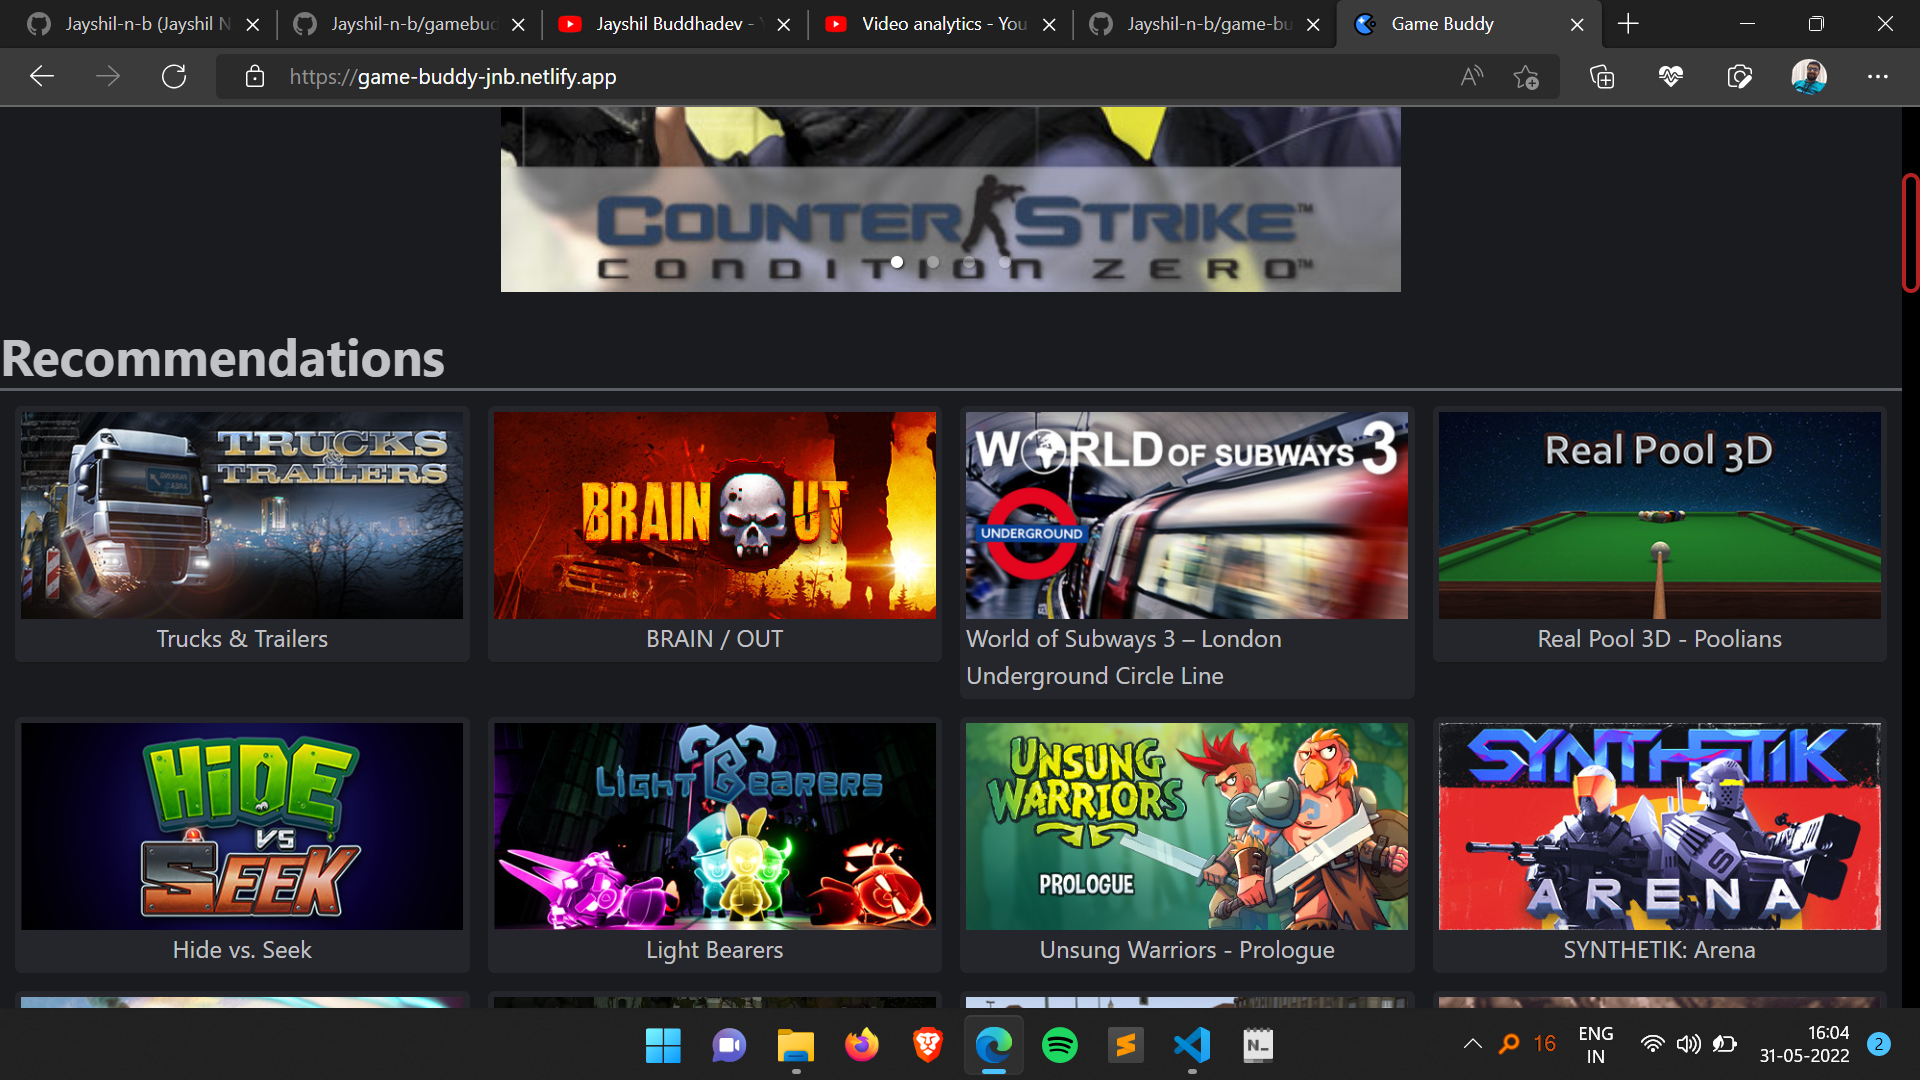 Jayshil-n-b (Jayshil N
Jayshil-n-b/gamebud
Jayshil Buddhadev - Y
Video analytics - You
Jayshil-n-b/game-bu
Game Buddy
https://game-buddy-jnb.netlify.app
COUNTER STRIKE™
CONDITION ZERO™
Recommendations
TRUCKS
&
TRAILERS
Trucks & Trailers
BRAIN OUT
BRAIN / OUT
WORLD OF SUBWAYS 3
UNDERGROUND
World of Subways 3 – London
Underground Circle Line
Real Pool 3D
Real Pool 3D - Poolians
HiDE
VS
SEEK
Hide vs. Seek
LIGHT BEARERS
Light Bearers
UNSUNG
WARRIORS
PROLOGUE
Unsung Warriors - Prologue
SYNTHETIK
ARENA
SYNTHETIK: Arena
16
ENG
IN
16:04
31-05-2022
2